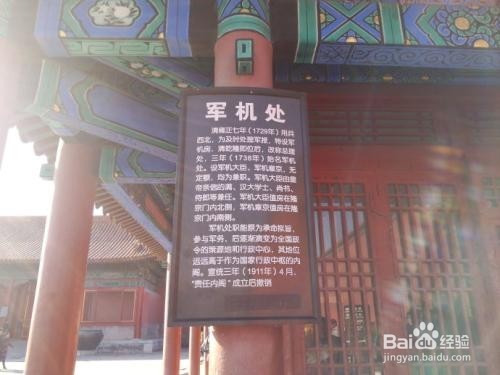 军机处
清雍正七年（1729年）用兵
西北，为及时处理军报，特设军
机房，清乾隆即位后，改称总理
处，三年（1738年）始名军机
处。设军机大臣，军机章京，无
定额，均为兼职。军机大臣由皇
帝亲信的满、汉大学士、尚书、
侍郎等兼任。军机大臣值房在隆
宗门内北侧，军机章京值房在隆
宗门内南侧。
军机处职能原为承命拟旨，
参与军务，后逐渐演变为全国政
令的策源地和行政中心，其地位
远远高于作为国家行政中枢的内
阁。宣统三年（1911年）4月，
“责任内阁”成立后撤销
Baidu 经验
jingyan.baidu.com